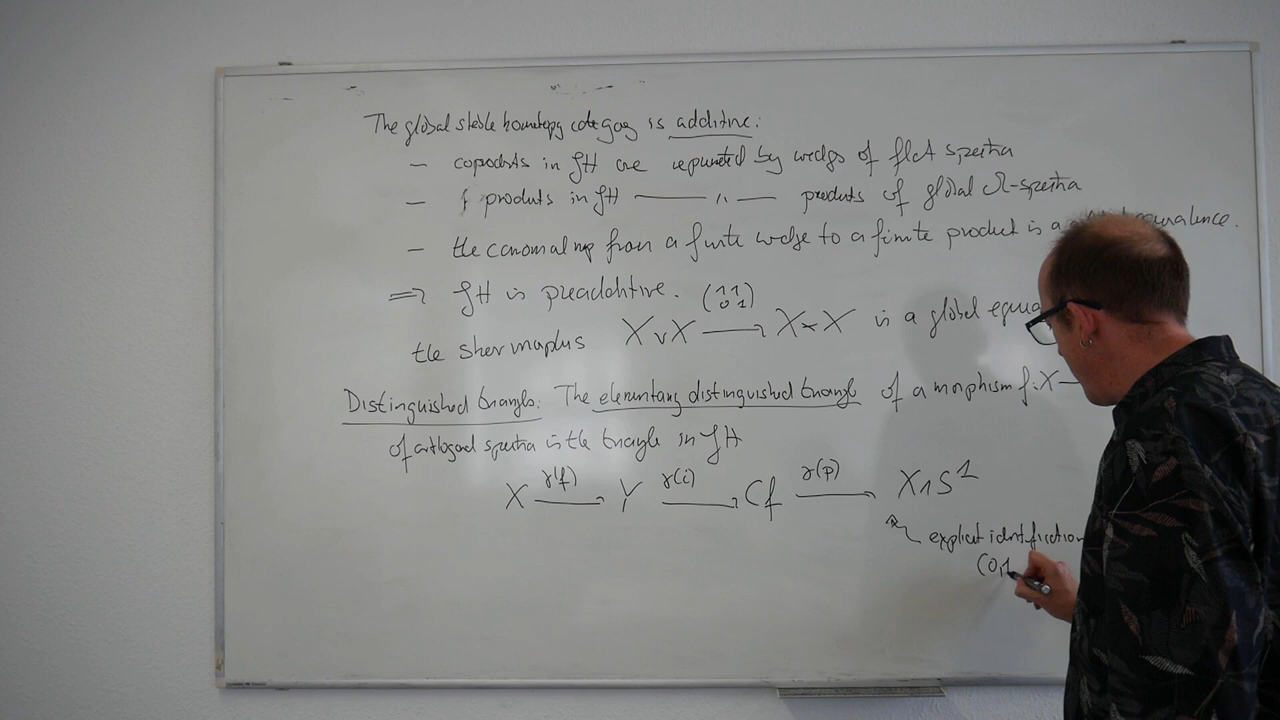 The global stable homotopy category is additive:
– coproducts in GH are represented by wedges of flat spectra
– products in GH —— " —— products of global Ω-spectra
– the canonical map from a finite wedge to a finite product is a
⇒ GH is preadditive.
the shear map X∨X → X×X is a global (1 1 0 1)
Distinguished triangles: The elementary distinguished triangle of a morphism f: X –
of orthogonal spectra is the triangle in GH
X —γ(f)→ Y —γ(i)→ Cf —γ(p)→ X∧S¹
explicit identification
(0,1